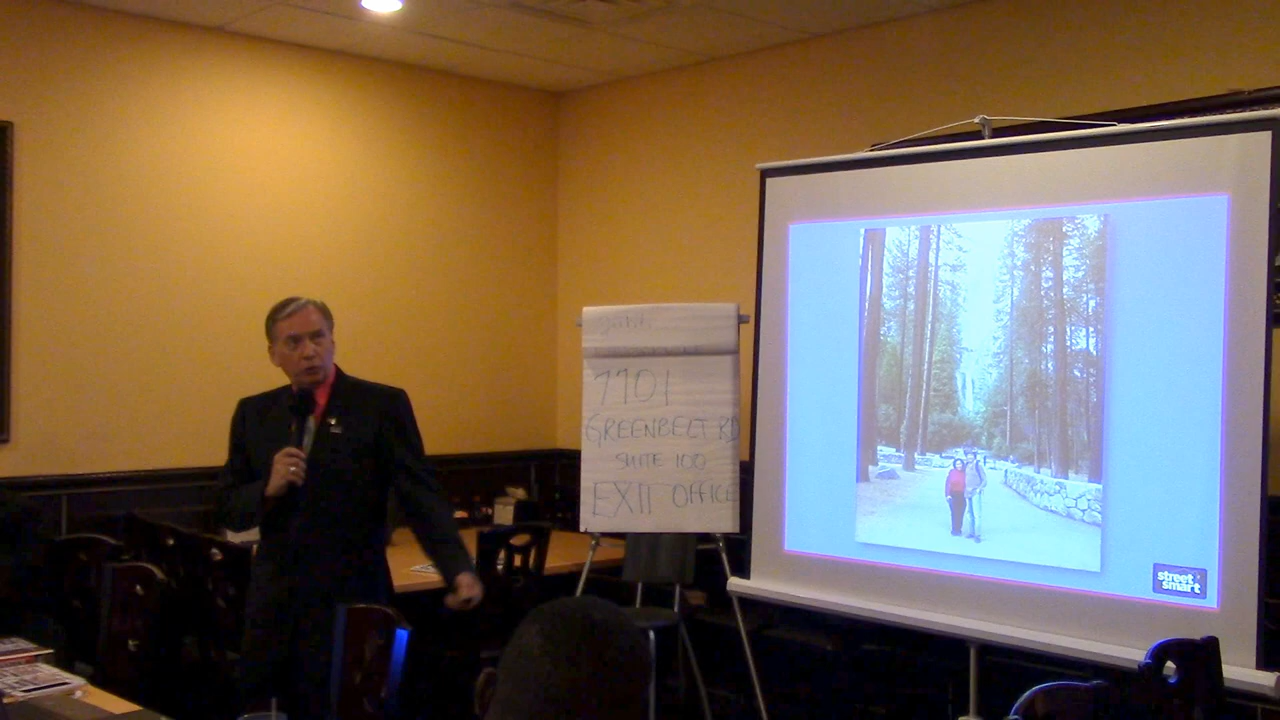 7701
GREENBELT RD
SUITE 100
EXIT OFFICE
street
smart